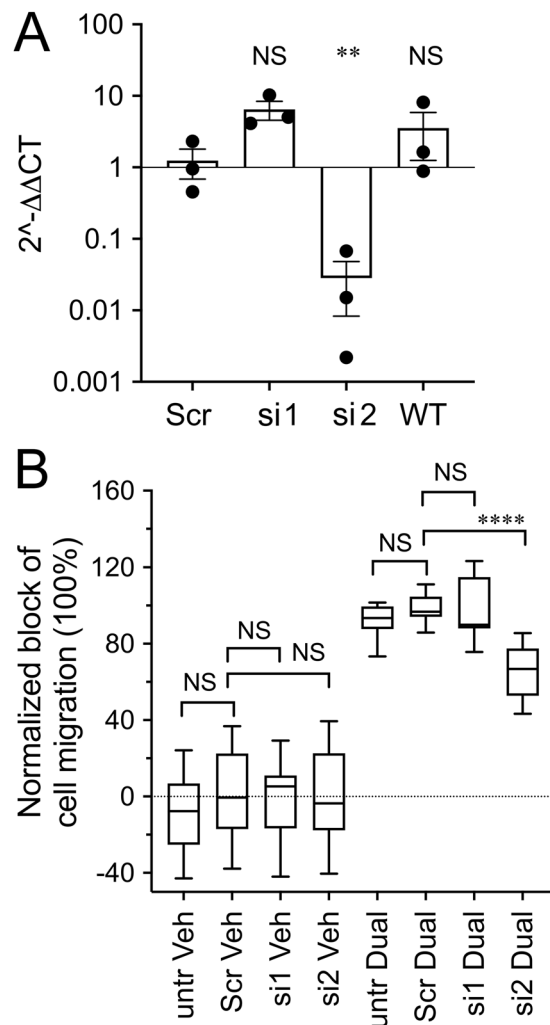 A
2^-ΔΔCT
100
10
1
0.1
0.01
0.001
NS
**
NS
Scr
si1
si2
WT
B
Normalized block of
cell migration (100%)
160
120
80
40
0
-40
NS
NS
NS
NS
NS
****
untr Veh
Scr Veh
si1 Veh
si2 Veh
untr Dual
Scr Dual
si1 Dual
si2 Dual